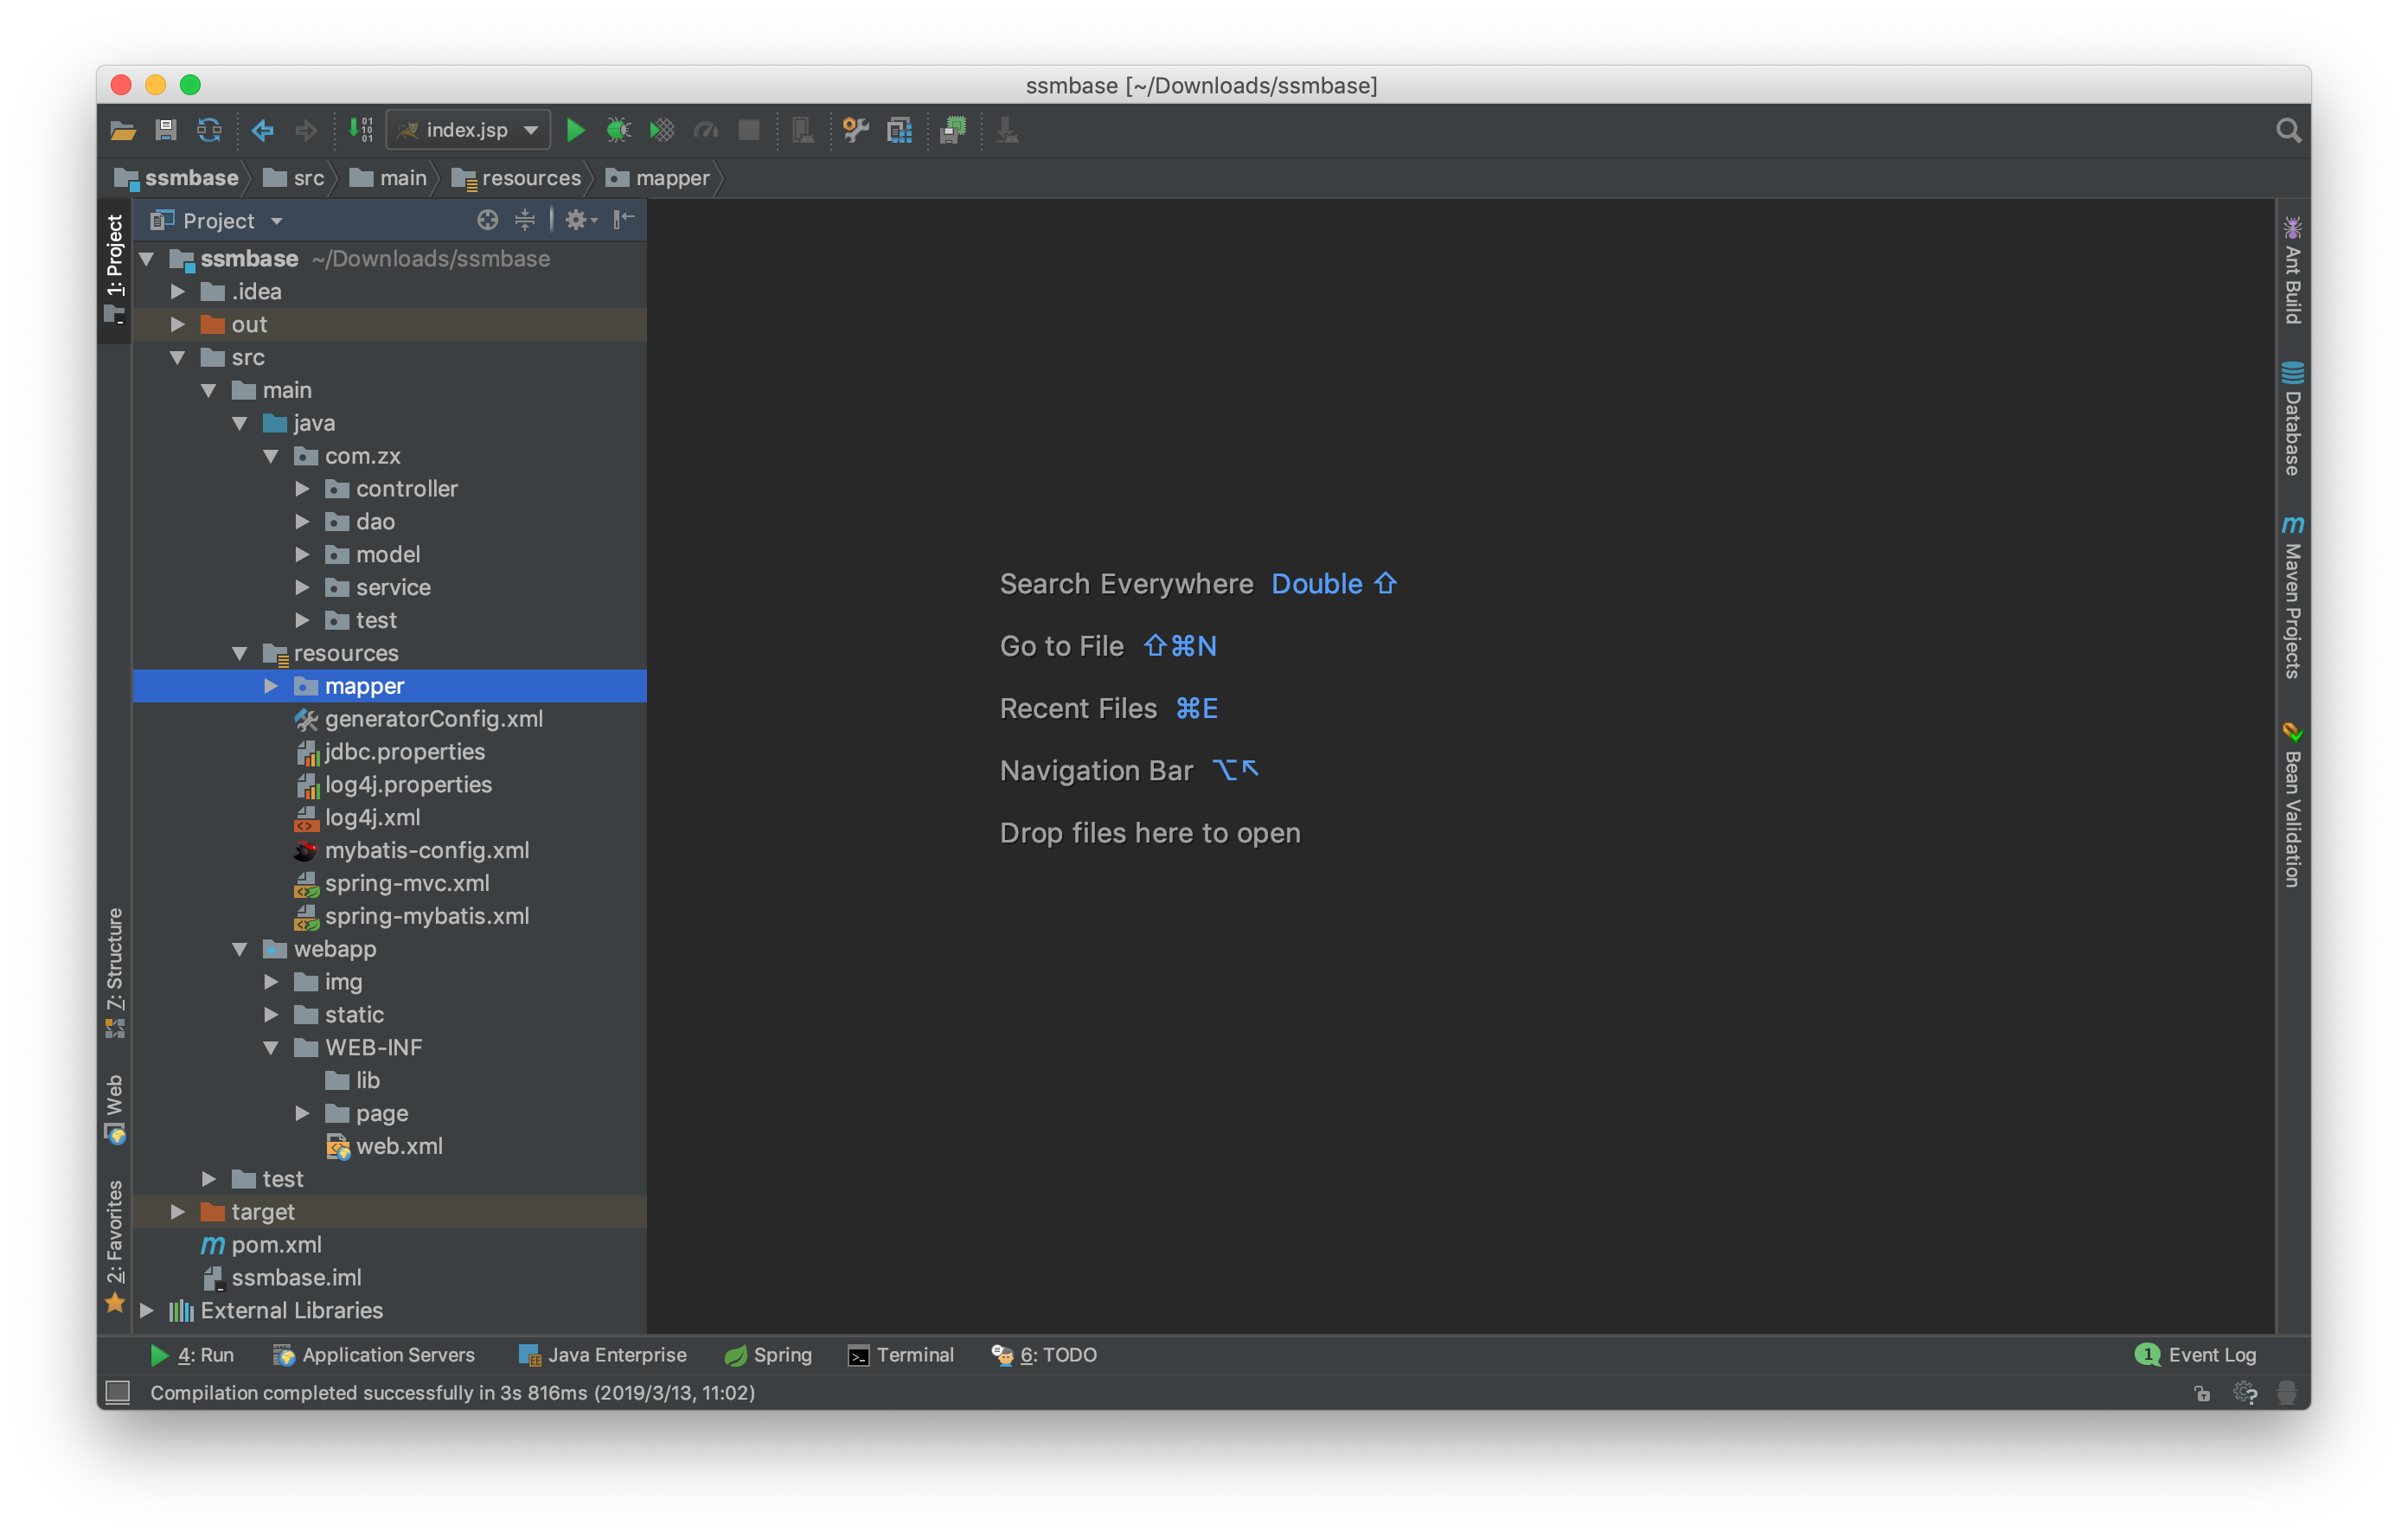 ssmbase [~/Downloads/ssmbase]
index.jsp
ssmbase src main resources mapper
Project
ssmbase ~/Downloads/ssmbase
.idea
out
src
main
java
com.zx
controller
dao
model
service
test
resources
mapper
generatorConfig.xml
jdbc.properties
log4j.properties
log4j.xml
mybatis-config.xml
spring-mvc.xml
spring-mybatis.xml
webapp
img
static
WEB-INF
lib
page
web.xml
test
target
pom.xml
ssmbase.iml
External Libraries
1: Project
7: Structure
Web
2: Favorites
Search Everywhere Double ⇧
Go to File ⇧⌘N
Recent Files ⌘E
Navigation Bar ⌥↖
Drop files here to open
Ant Build
Database
Maven Projects
Bean Validation
4: Run Application Servers Java Enterprise Spring Terminal 6: TODO 1 Event Log
Compilation completed successfully in 3s 816ms (2019/3/13, 11:02)